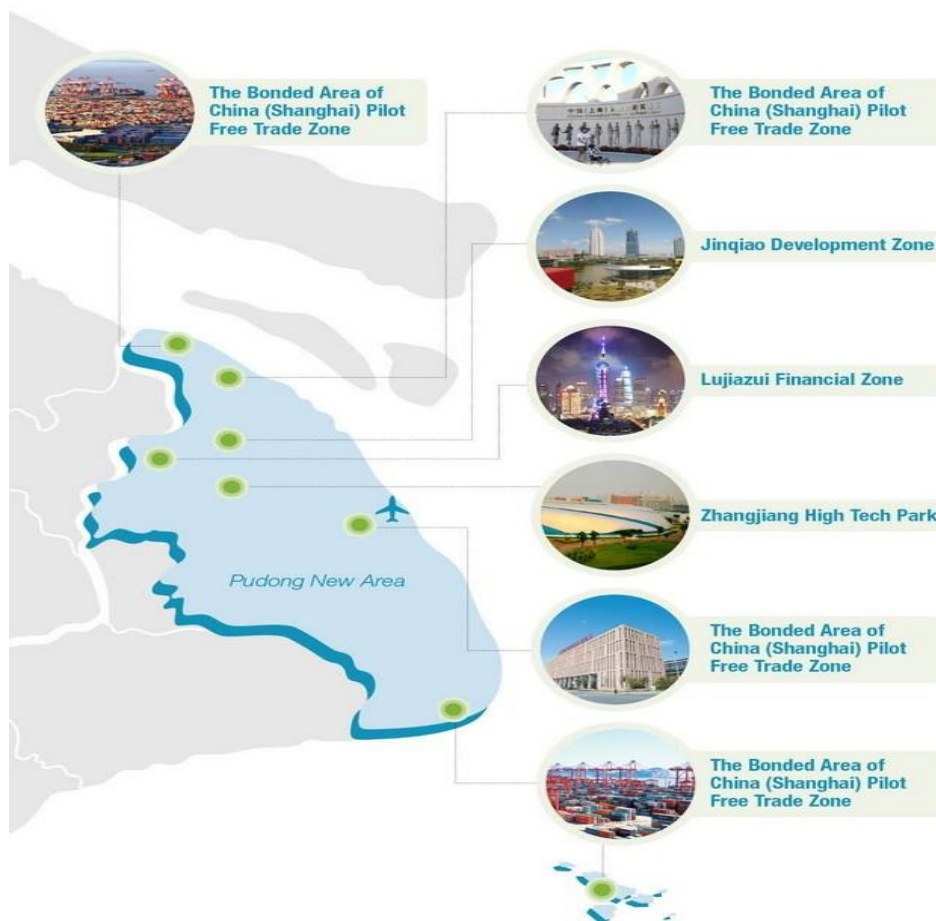 The Bonded Area of
China (Shanghai) Pilot
Free Trade Zone
The Bonded Area of
China (Shanghai) Pilot
Free Trade Zone
Jinqiao Development Zone
Lujiazui Financial Zone
Zhangjiang High Tech Park
Pudong New Area
The Bonded Area of
China (Shanghai) Pilot
Free Trade Zone
The Bonded Area of
China (Shanghai) Pilot
Free Trade Zone